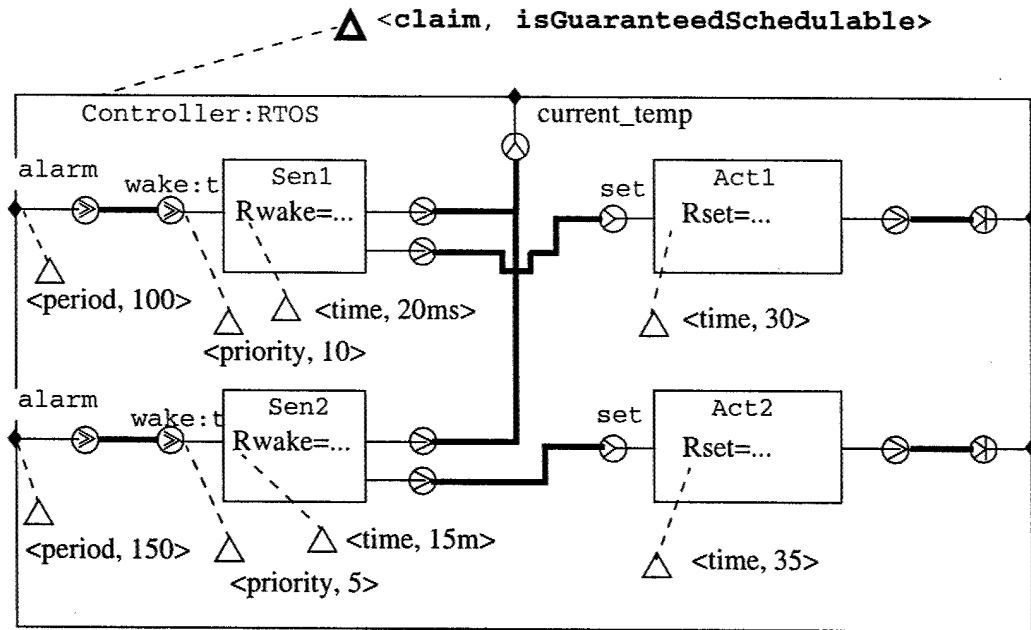 <claim, isGuaranteedSchedulable>
Controller:RTOS
current_temp
alarm
wake:t
Sen1
Rwake=...
set
Act1
Rset=...
<period, 100>
<time, 20ms>
<priority, 10>
<time, 30>
alarm
wake:t
Sen2
Rwake=...
set
Act2
Rset=...
<period, 150>
<time, 15m>
<priority, 5>
<time, 35>